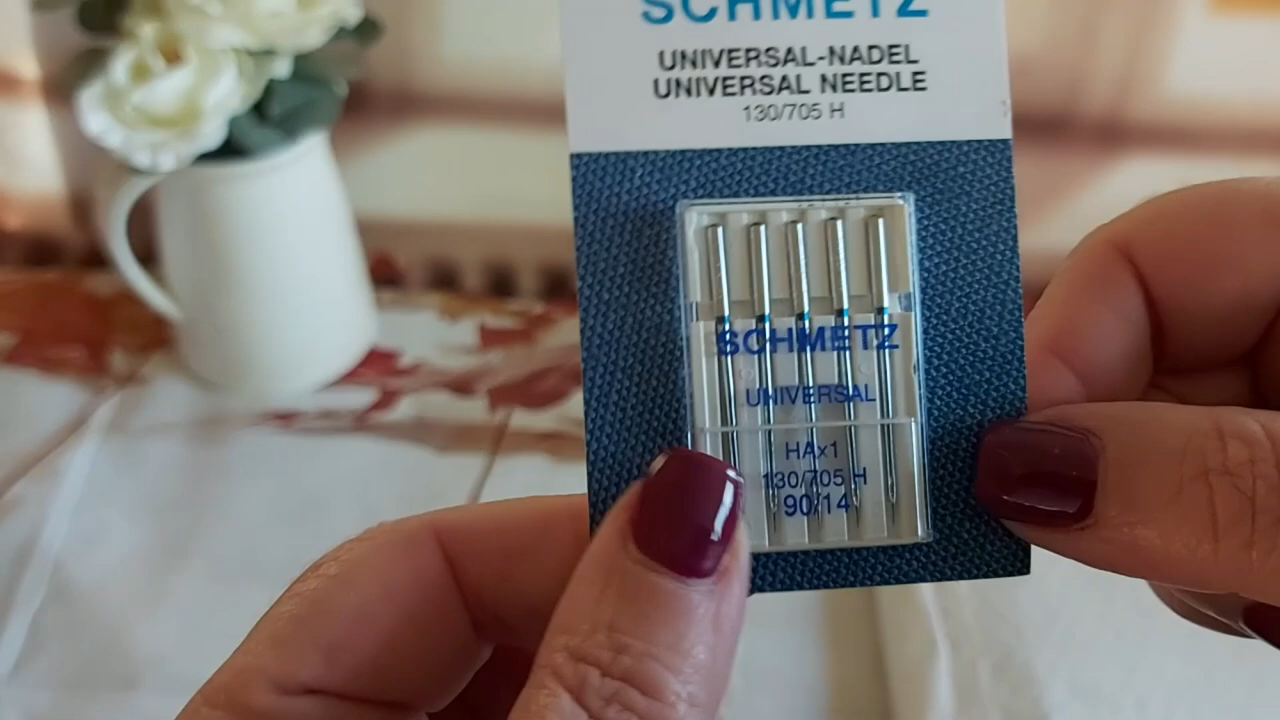 SCHMETZ
UNIVERSAL-NADEL
UNIVERSAL NEEDLE
130/705 H
SCHMETZ
UNIVERSAL
HAx1
130/705 H
90/14